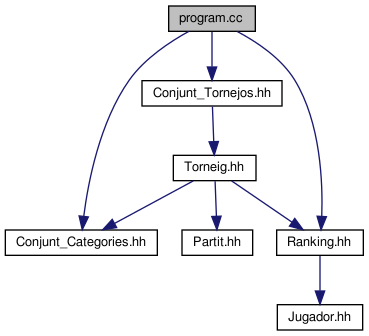 program.cc
Conjunt_Tornejos.hh
Torneig.hh
Conjunt_Categories.hh
Partit.hh
Ranking.hh
Jugador.hh